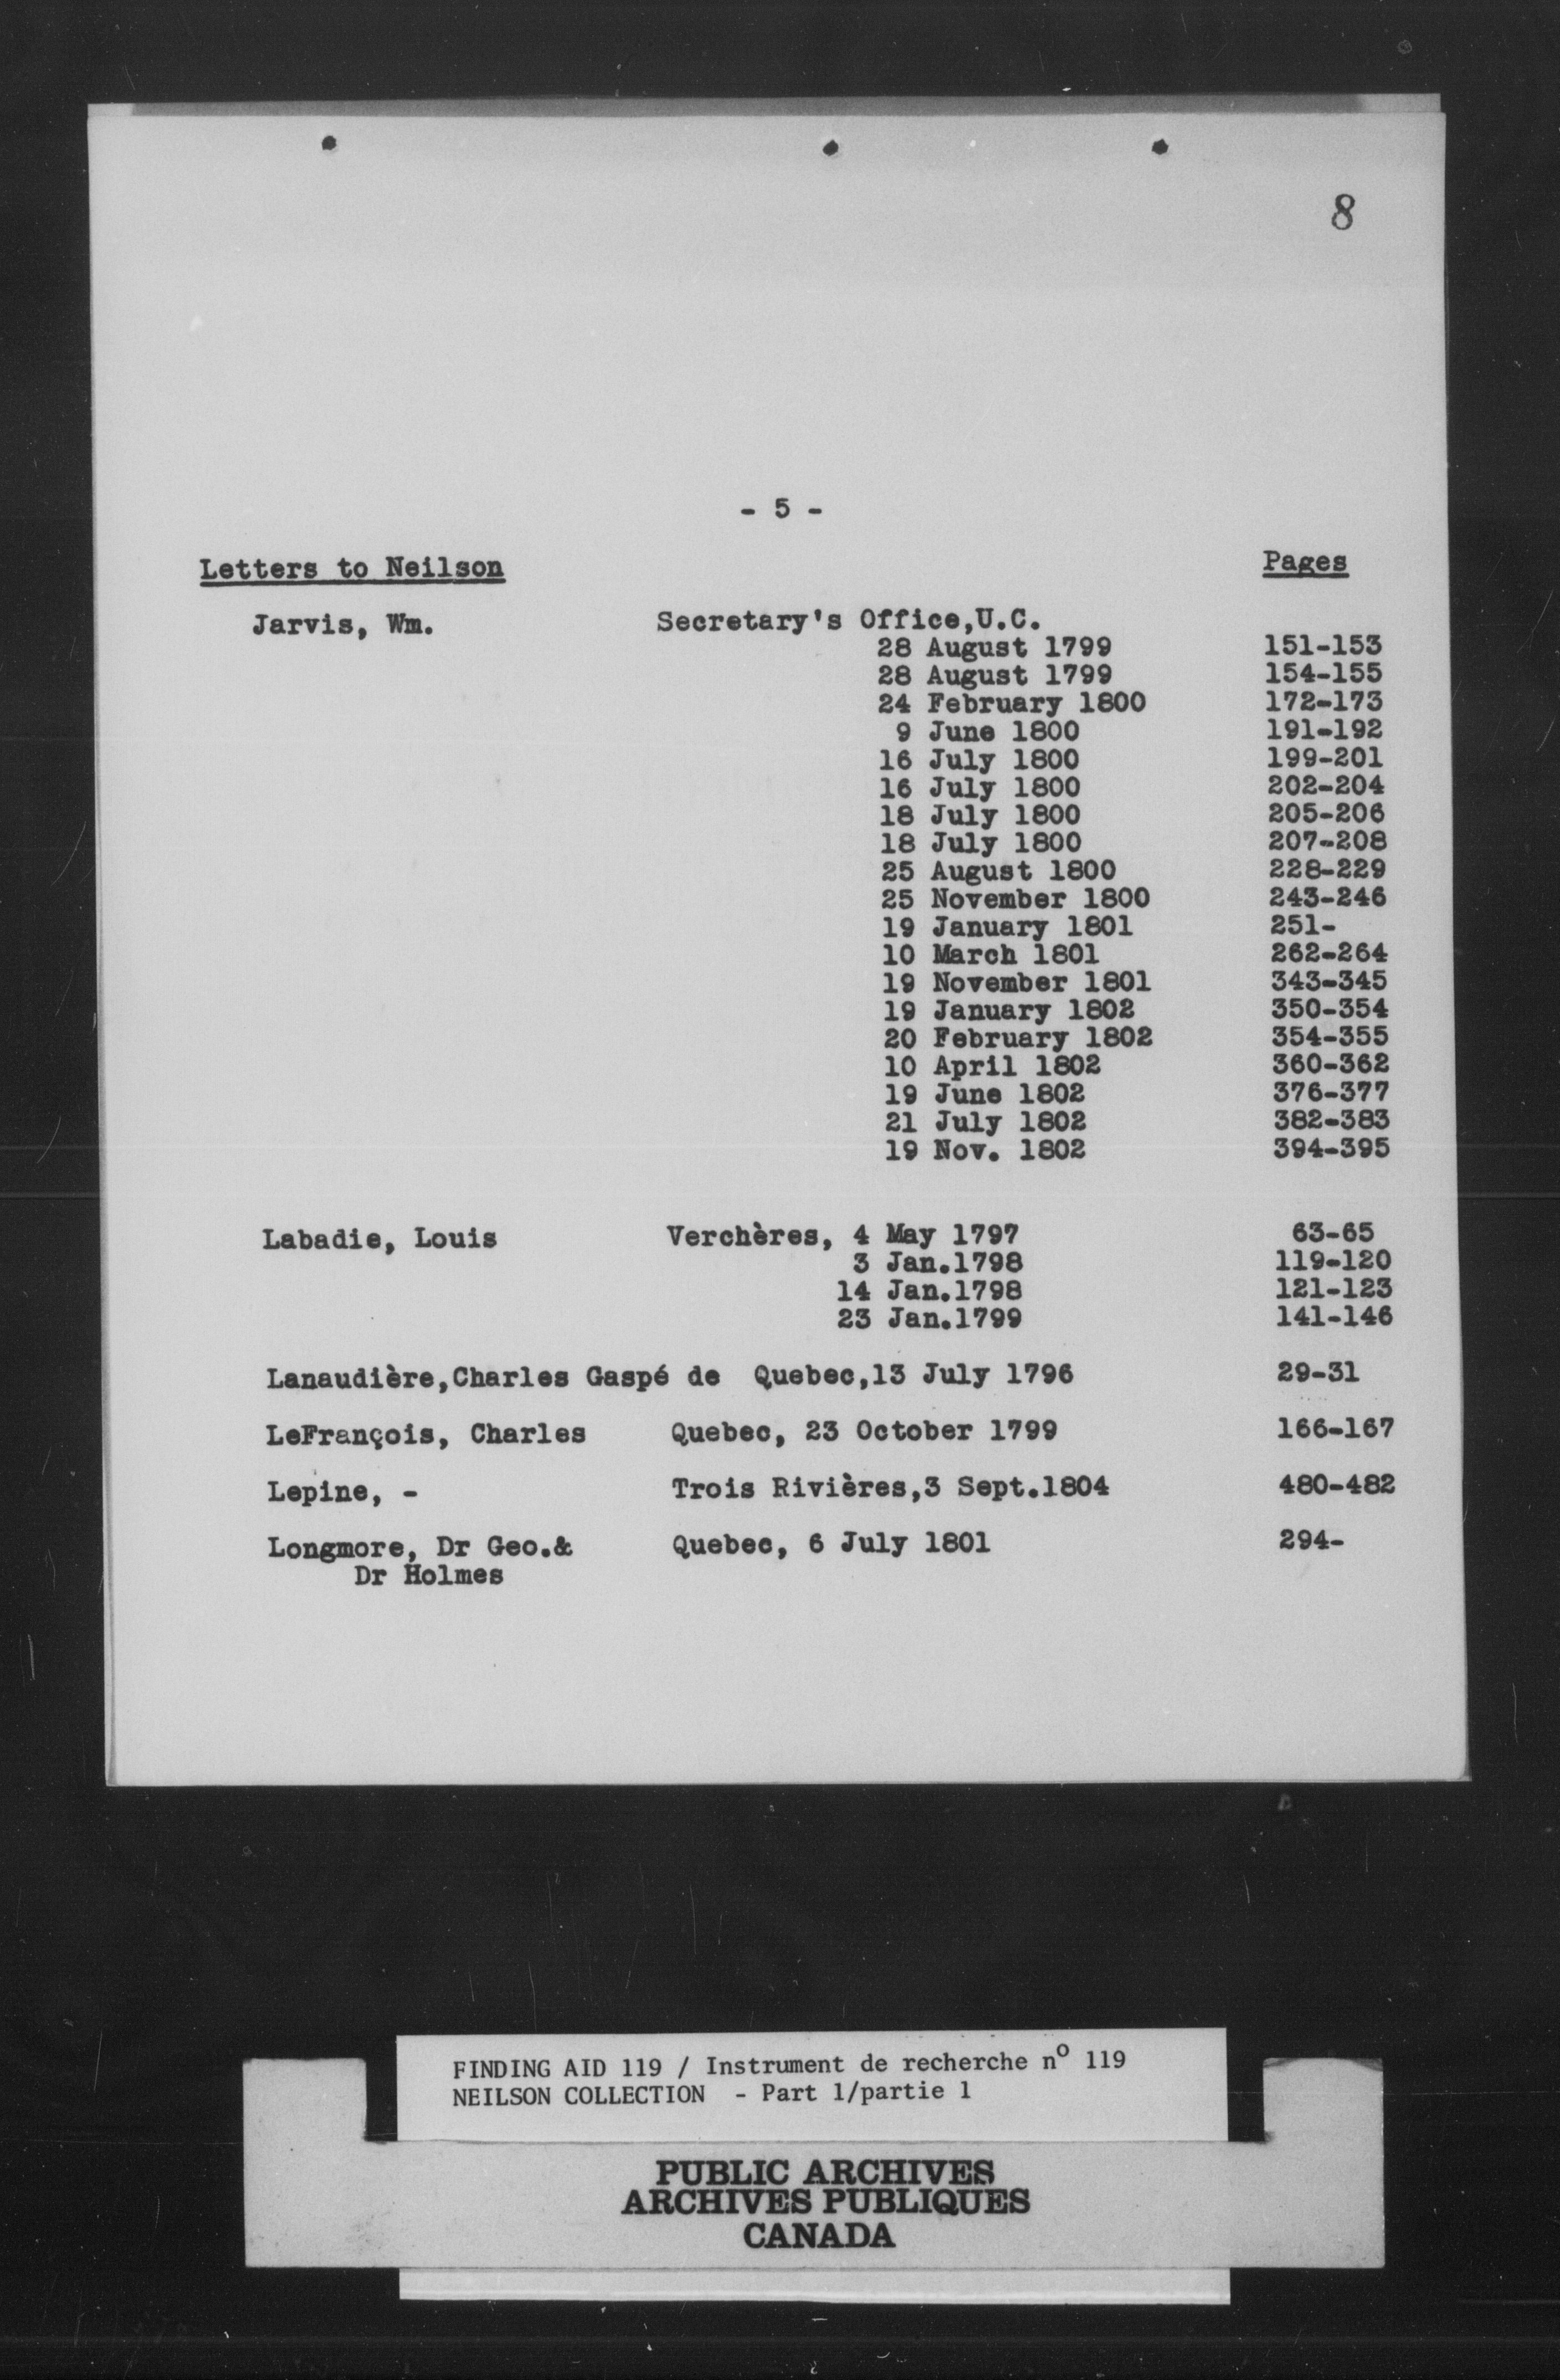 8
- 5 -
Letters to Neilson Pages
Jarvis, Wm. Secretary's Office,U.C.
28 August 1799 151-153
28 August 1799 154-155
24 February 1800 172-173
9 June 1800 191-192
16 July 1800 199-201
16 July 1800 202-204
18 July 1800 205-206
18 July 1800 207-208
25 August 1800 228-229
25 November 1800 243-246
19 January 1801 251-
10 March 1801 262-264
19 November 1801 343-345
19 January 1802 350-354
20 February 1802 354-355
10 April 1802 360-362
19 June 1802 376-377
21 July 1802 382-383
19 Nov. 1802 394-395
Labadie, Louis Verchères, 4 May 1797 63-65
3 Jan.1798 119-120
14 Jan.1798 121-123
23 Jan.1799 141-146
Lanaudière,Charles Gaspé de Quebec,13 July 1796 29-31
LeFrançois, Charles Quebec, 23 October 1799 166-167
Lepine, - Trois Rivières,3 Sept.1804 480-482
Longmore, Dr Geo.& Quebec, 6 July 1801 294-
Dr Holmes
FINDING AID 119 / Instrument de recherche nº 119
NEILSON COLLECTION - Part 1/partie 1
PUBLIC ARCHIVES
ARCHIVES PUBLIQUES
CANADA